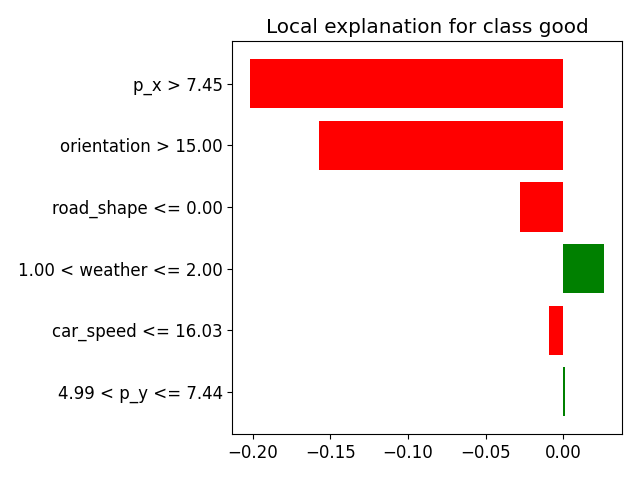 Local explanation for class good
p_x > 7.45
orientation > 15.00
road_shape <= 0.00
1.00 < weather <= 2.00
car_speed <= 16.03
4.99 < p_y <= 7.44
−0.20 −0.15 −0.10 −0.05 0.00